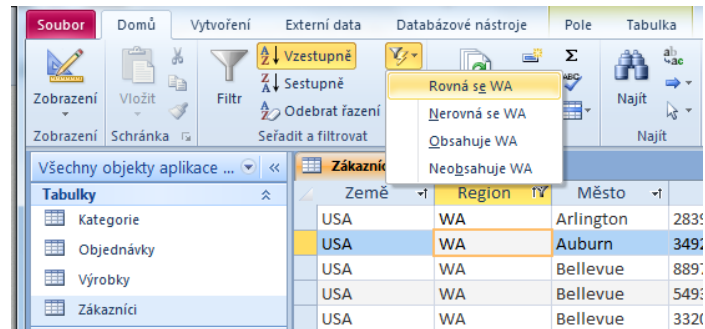 Soubor Domů Vytvoření Externí data Databázové nástroje Pole Tabulka
Vzestupně
Sestupně
Odebrat řazení
Zobrazení Vložit Filtr Najít
Rovná se WA
Nerovná se WA
Obsahuje WA
Neobsahuje WA
Zobrazení Schránka Seřadit a filtrovat Najít
Všechny objekty aplikace ...
Tabulky
Kategorie
Objednávky
Výrobky
Zákazníci
Země Region Město
USA WA Arlington 2839
USA WA Auburn 3492
USA WA Bellevue 8897
USA WA Bellevue 5493
USA WA Bellevue 3320